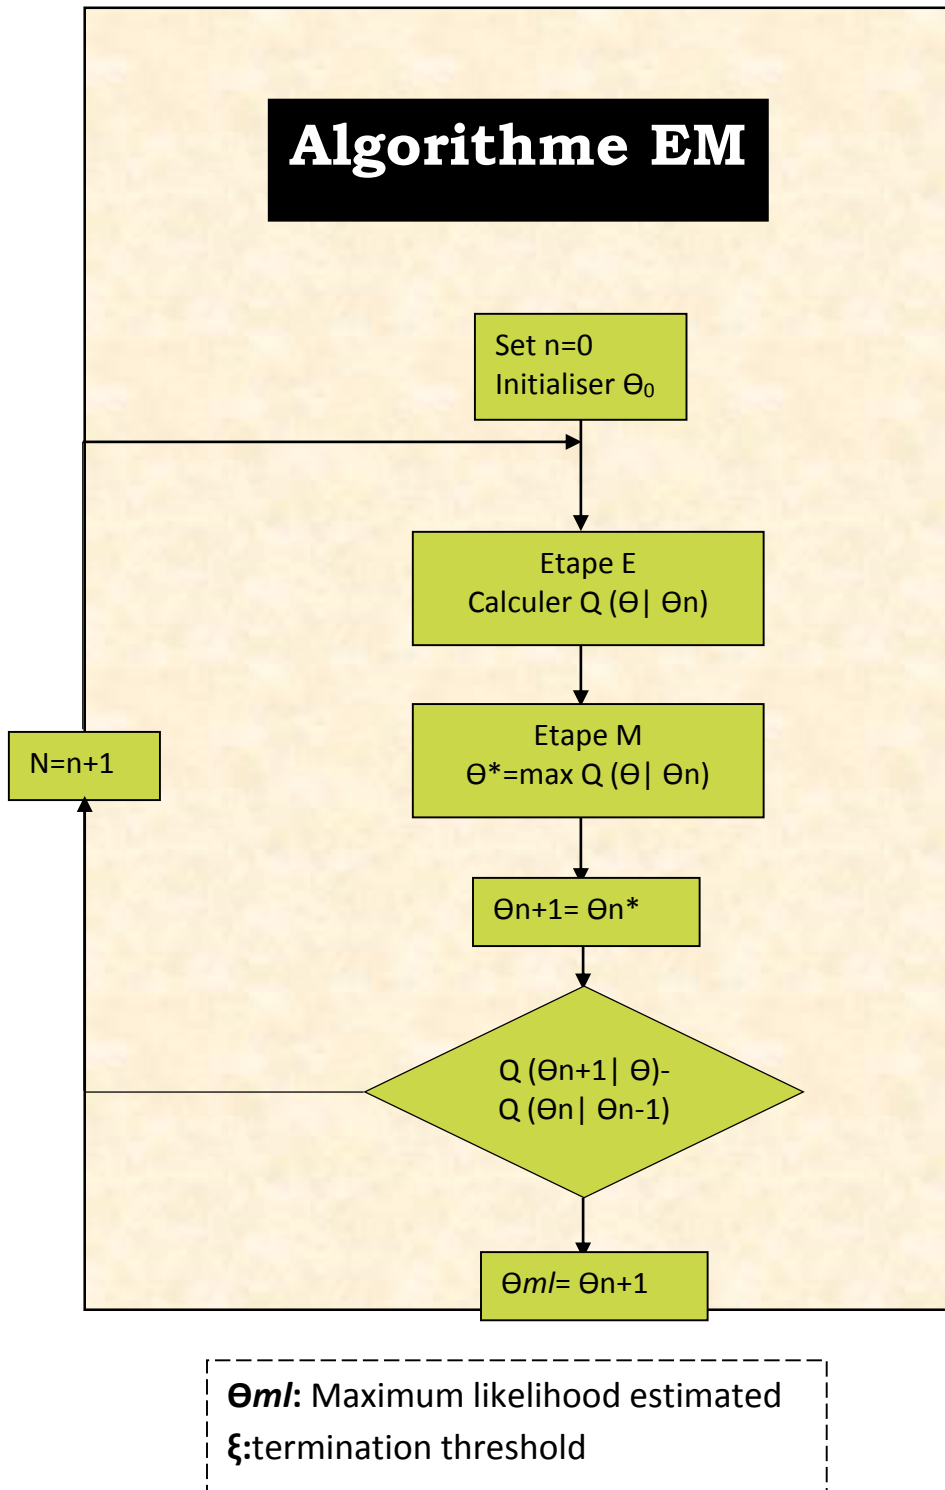 Algorithme EM
Set n=0
Initialiser Ө₀
Etape E
Calculer Q (Ө| Өn)
Etape M
Ө*=max Q (Ө| Өn)
N=n+1
Өn+1= Өn*
Q (Өn+1| Ө)-
Q (Өn| Өn-1)
Өml= Өn+1
Өml: Maximum likelihood estimated
ξ:termination threshold